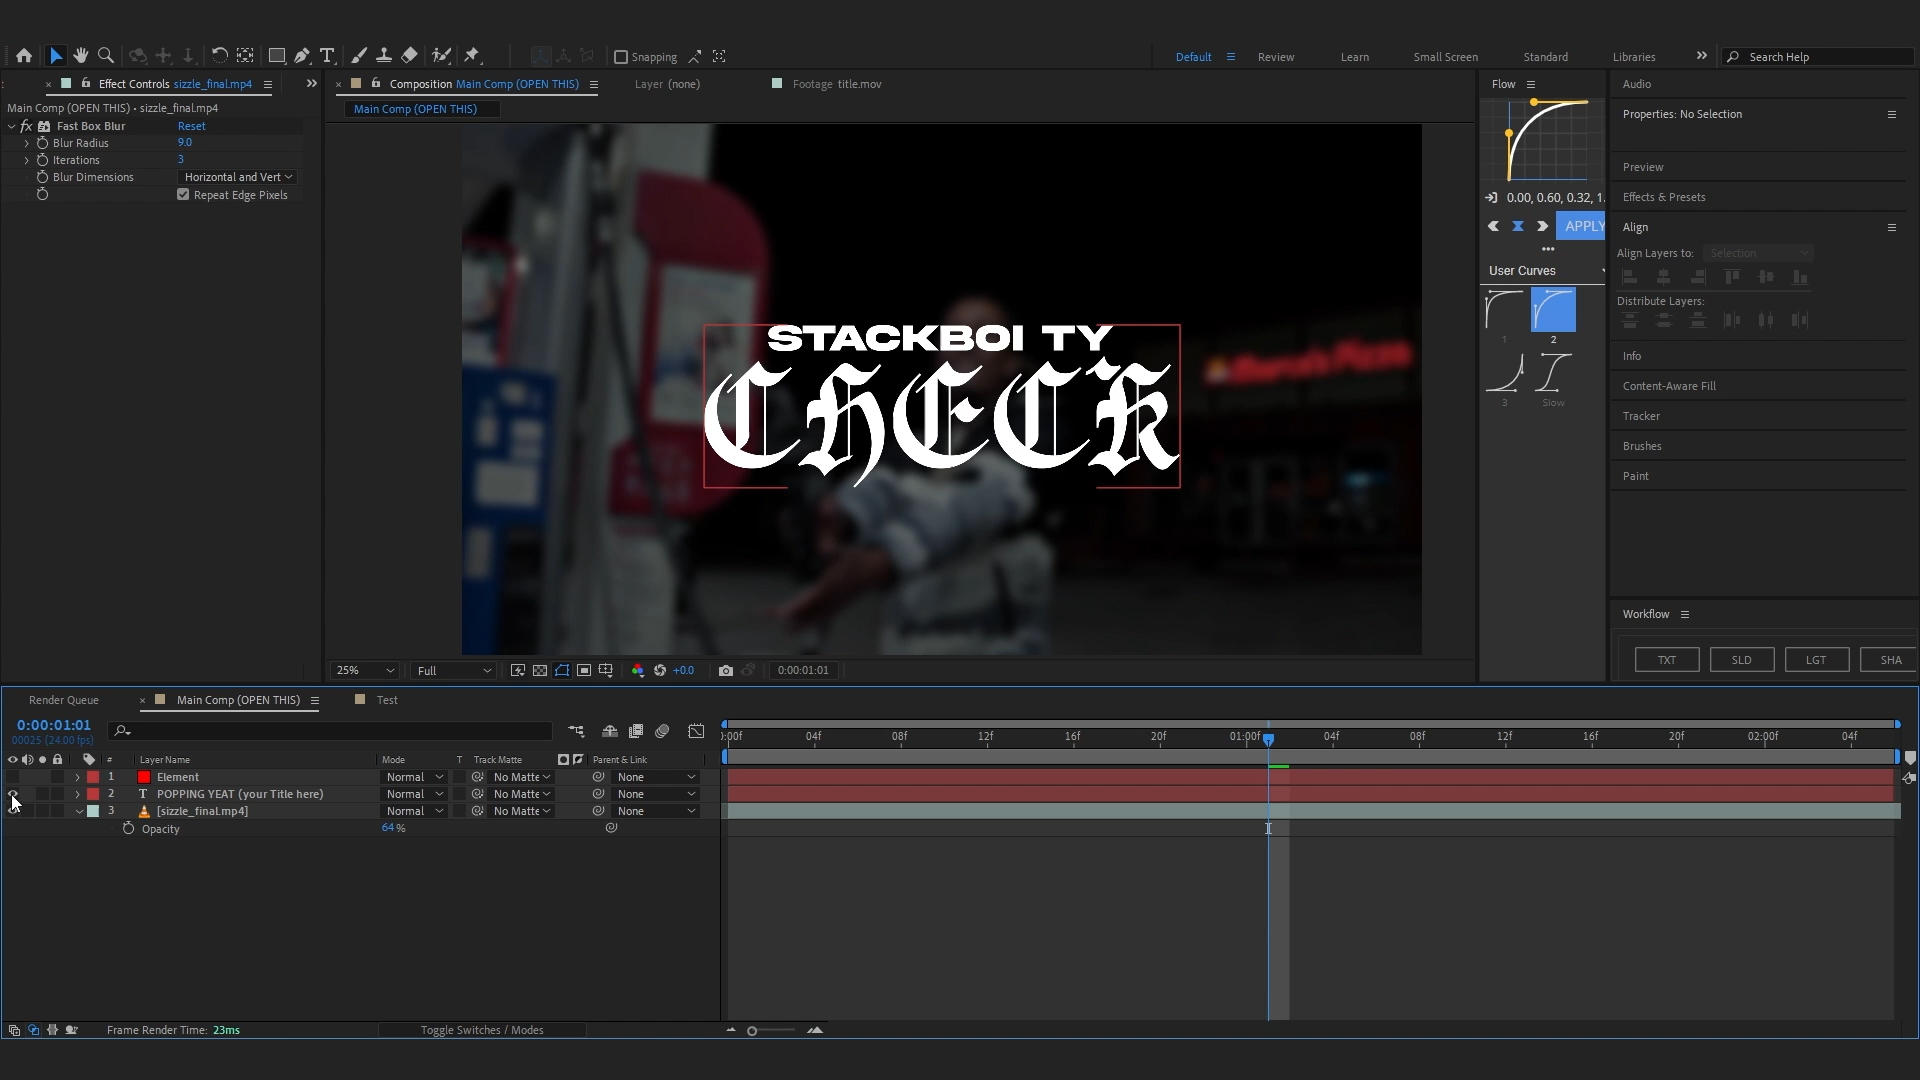 Snapping
Default
Review
Learn
Small Screen
Standard
Libraries
Search Help
Effect Controls sizzle_final.mp4
Composition Main Comp (OPEN THIS)
Layer (none)
Footage title.mov
Flow
Audio
Main Comp (OPEN THIS) • sizzle_final.mp4
Main Comp (OPEN THIS)
Properties: No Selection
fx Fast Box Blur Reset
Blur Radius 9.0
Iterations 3
Blur Dimensions Horizontal and Vert
Repeat Edge Pixels
Preview
Effects & Presets
0.00, 0.60, 0.32, 1.
APPLY
Align
Align Layers to: Selection
User Curves
Distribute Layers:
1
2
3
Slow
Info
Content-Aware Fill
Tracker
Brushes
Paint
STACKBOI TY
CHECK
Workflow
TXT
SLD
LGT
SHA
25%
Full
+0.0
0:00:01:01
Render Queue
Main Comp (OPEN THIS)
Test
0:00:01:01
00025 (24.00 fps)
:00f 04f 08f 12f 16f 20f 01:00f 04f 08f 12f 16f 20f 02:00f 04f
# Layer Name Mode T Track Matte Parent & Link
1 Element Normal No Matte None
2 T POPPING YEAT (your Title here) Normal No Matte None
3 [sizzle_final.mp4] Normal No Matte None
Opacity 64 %
Frame Render Time: 23ms
Toggle Switches / Modes